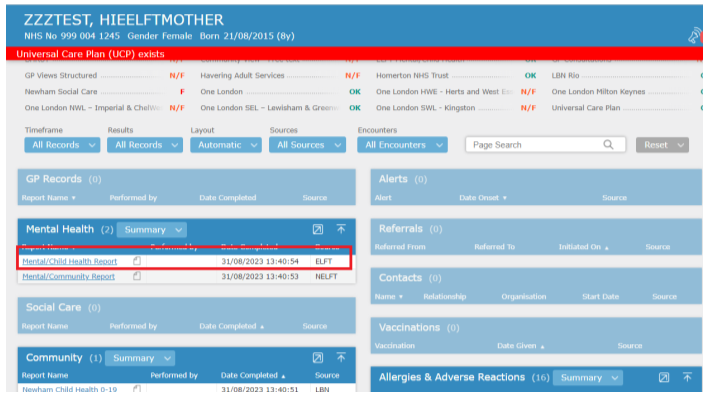 ZZZTEST, HIEELFTMOTHER
NHS No 999 004 1245 Gender Female Born 21/08/2015 (8y)
Universal Care Plan (UCP) exists
GP Views Structured N/F Havering Adult Services N/F Homerton NHS Trust OK LBN Rio
Newham Social Care F One London OK One London HWE - Herts and West N/F One London Milton Keynes
One London NWL - Imperial & N/F One London SEL - Lewisham & OK One London SWL - Kingston N/F Universal Care Plan
Timeframe Results Layout Sources Encounters
All Records All Records Automatic All Sources All Encounters Page Search Reset
GP Records (0)
Report Name Performed by Date Completed Source
Mental Health (2) Summary
Report Name Performed by Date Completed Source
Mental/Child Health Report 31/08/2023 13:40:54 ELFT
Mental/Community Report 31/08/2023 13:40:53 NELFT
Social Care (0)
Report Name Performed by Date Completed Source
Community (1) Summary
Report Name Performed by Date Completed Source
Newham Child Health 0-19 31/08/2023 13:40:51 LBN
Alerts (0)
Alert Date Onset Source
Referrals (0)
Referred From Referred To Initiated On Source
Contacts (0)
Name Relationship Organisation Start Date Source
Vaccinations (0)
Vaccination Date Given Source
Allergies & Adverse Reactions (16) Summary